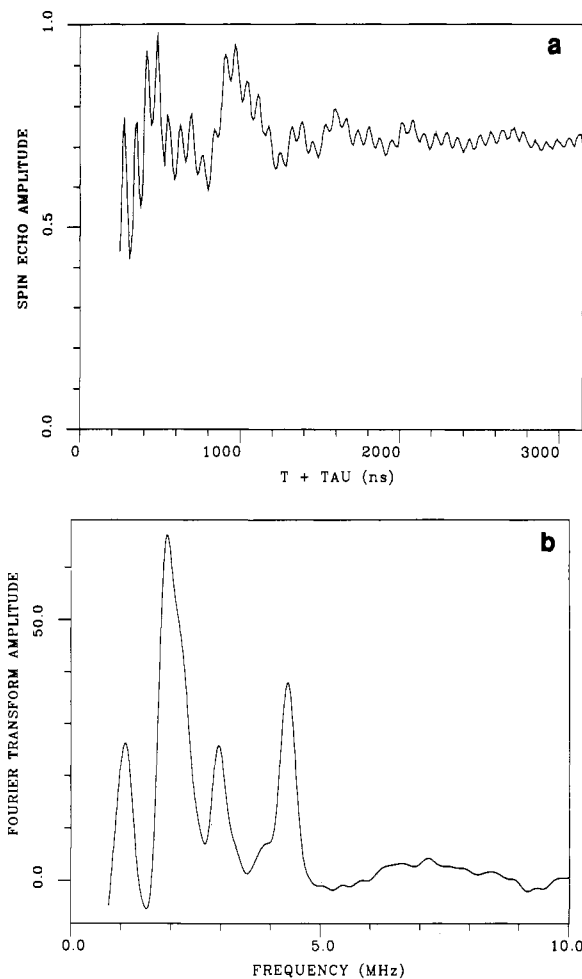 a
1.0
0.5
0.0
SPIN ECHO AMPLITUDE
0 1000 2000 3000
T + TAU (ns)
b
50.0
0.0
FOURIER TRANSFORM AMPLITUDE
0.0 5.0 10.0
FREQUENCY (MHz)